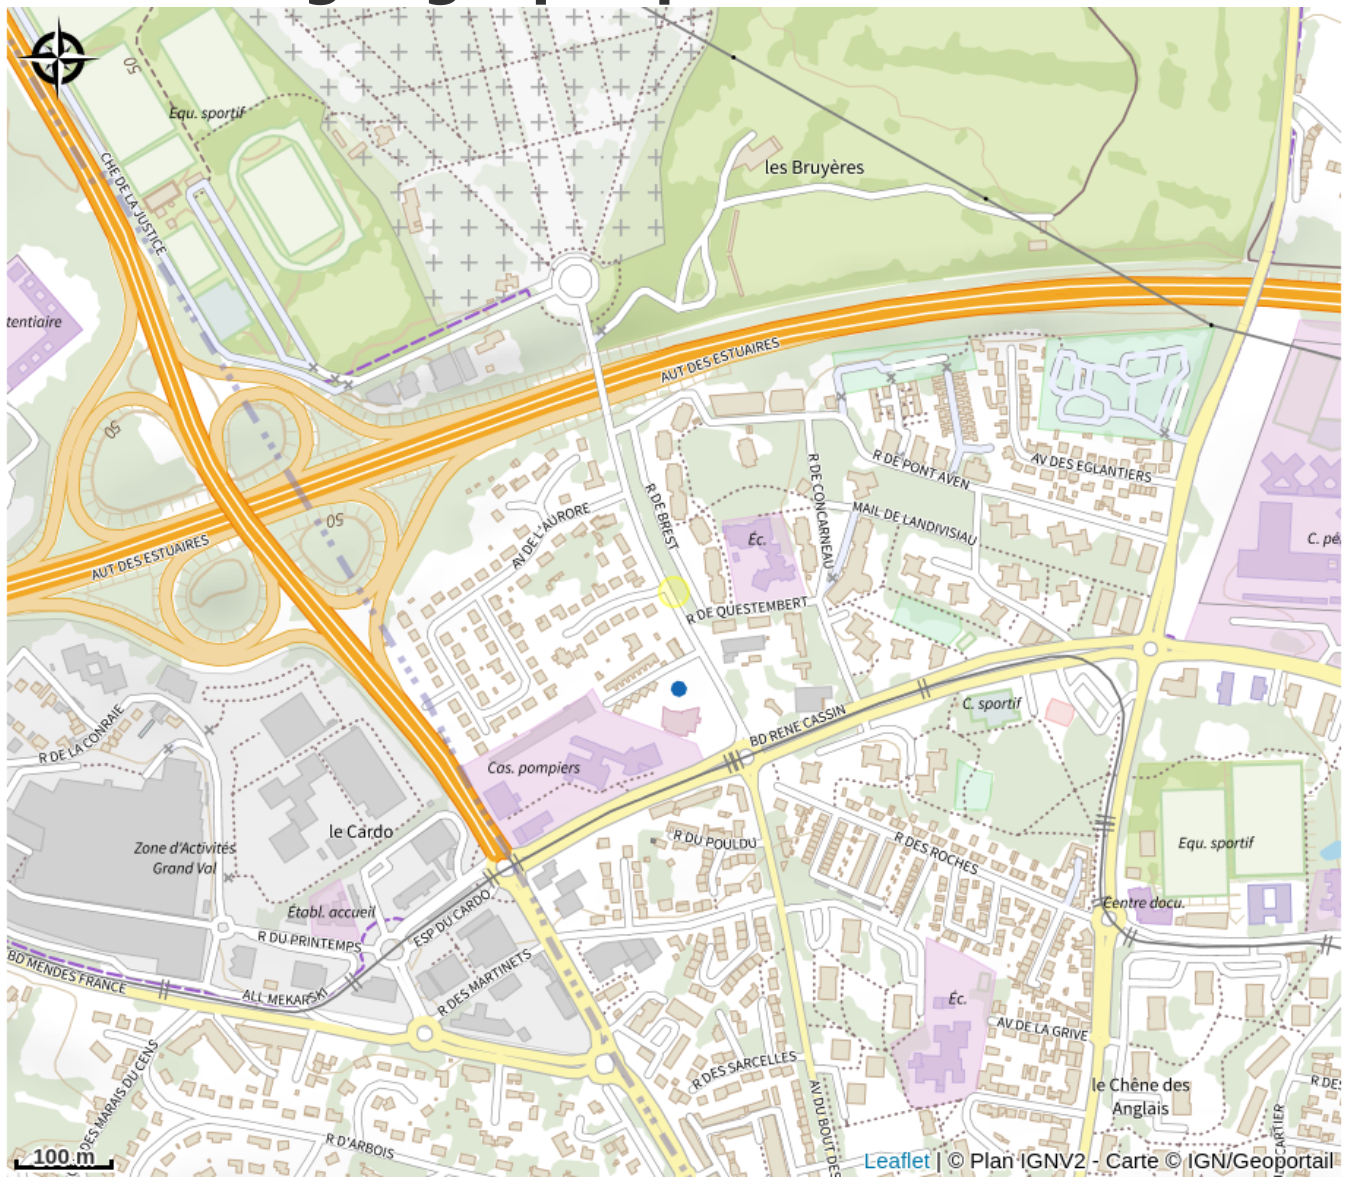 50
Equ. sportif
CHE DE LA JUSTICE
les Bruyères
tentiaire
AUT DES ESTUAIRES
50
R DE PONT AVEN
AV DES EGLANTIERS
R DE CONCARNEAU
R DE BREST
MAIL DE LANDIVISIAU
AV DE L'AURORE
50
Éc.
C. pé
AUT DES ESTUAIRES
R DE QUESTEMBERT
C. sportif
R DE LA CONRAIE
BD RENE CASSIN
Cas. pompiers
le Cardo
R DU POULDU
R DES ROCHES
Zone d'Activités
Grand Val
Equ. sportif
Établ. accueil
Centre docu.
ESP DU CARDO
R DU PRINTEMPS
BD MENDES FRANCE
ALL MEKARSKI
R DES MARTINETS
Éc.
AV DE LA GRIVE
R DES SARCELLES
le Chêne des
Anglais
DES MARAIS DU CENS
R D'ARBOIS
AV DU BOUT DES
R DES
CARTIER
100 m
Leaflet | © Plan IGNV2 - Carte © IGN/Geoportail